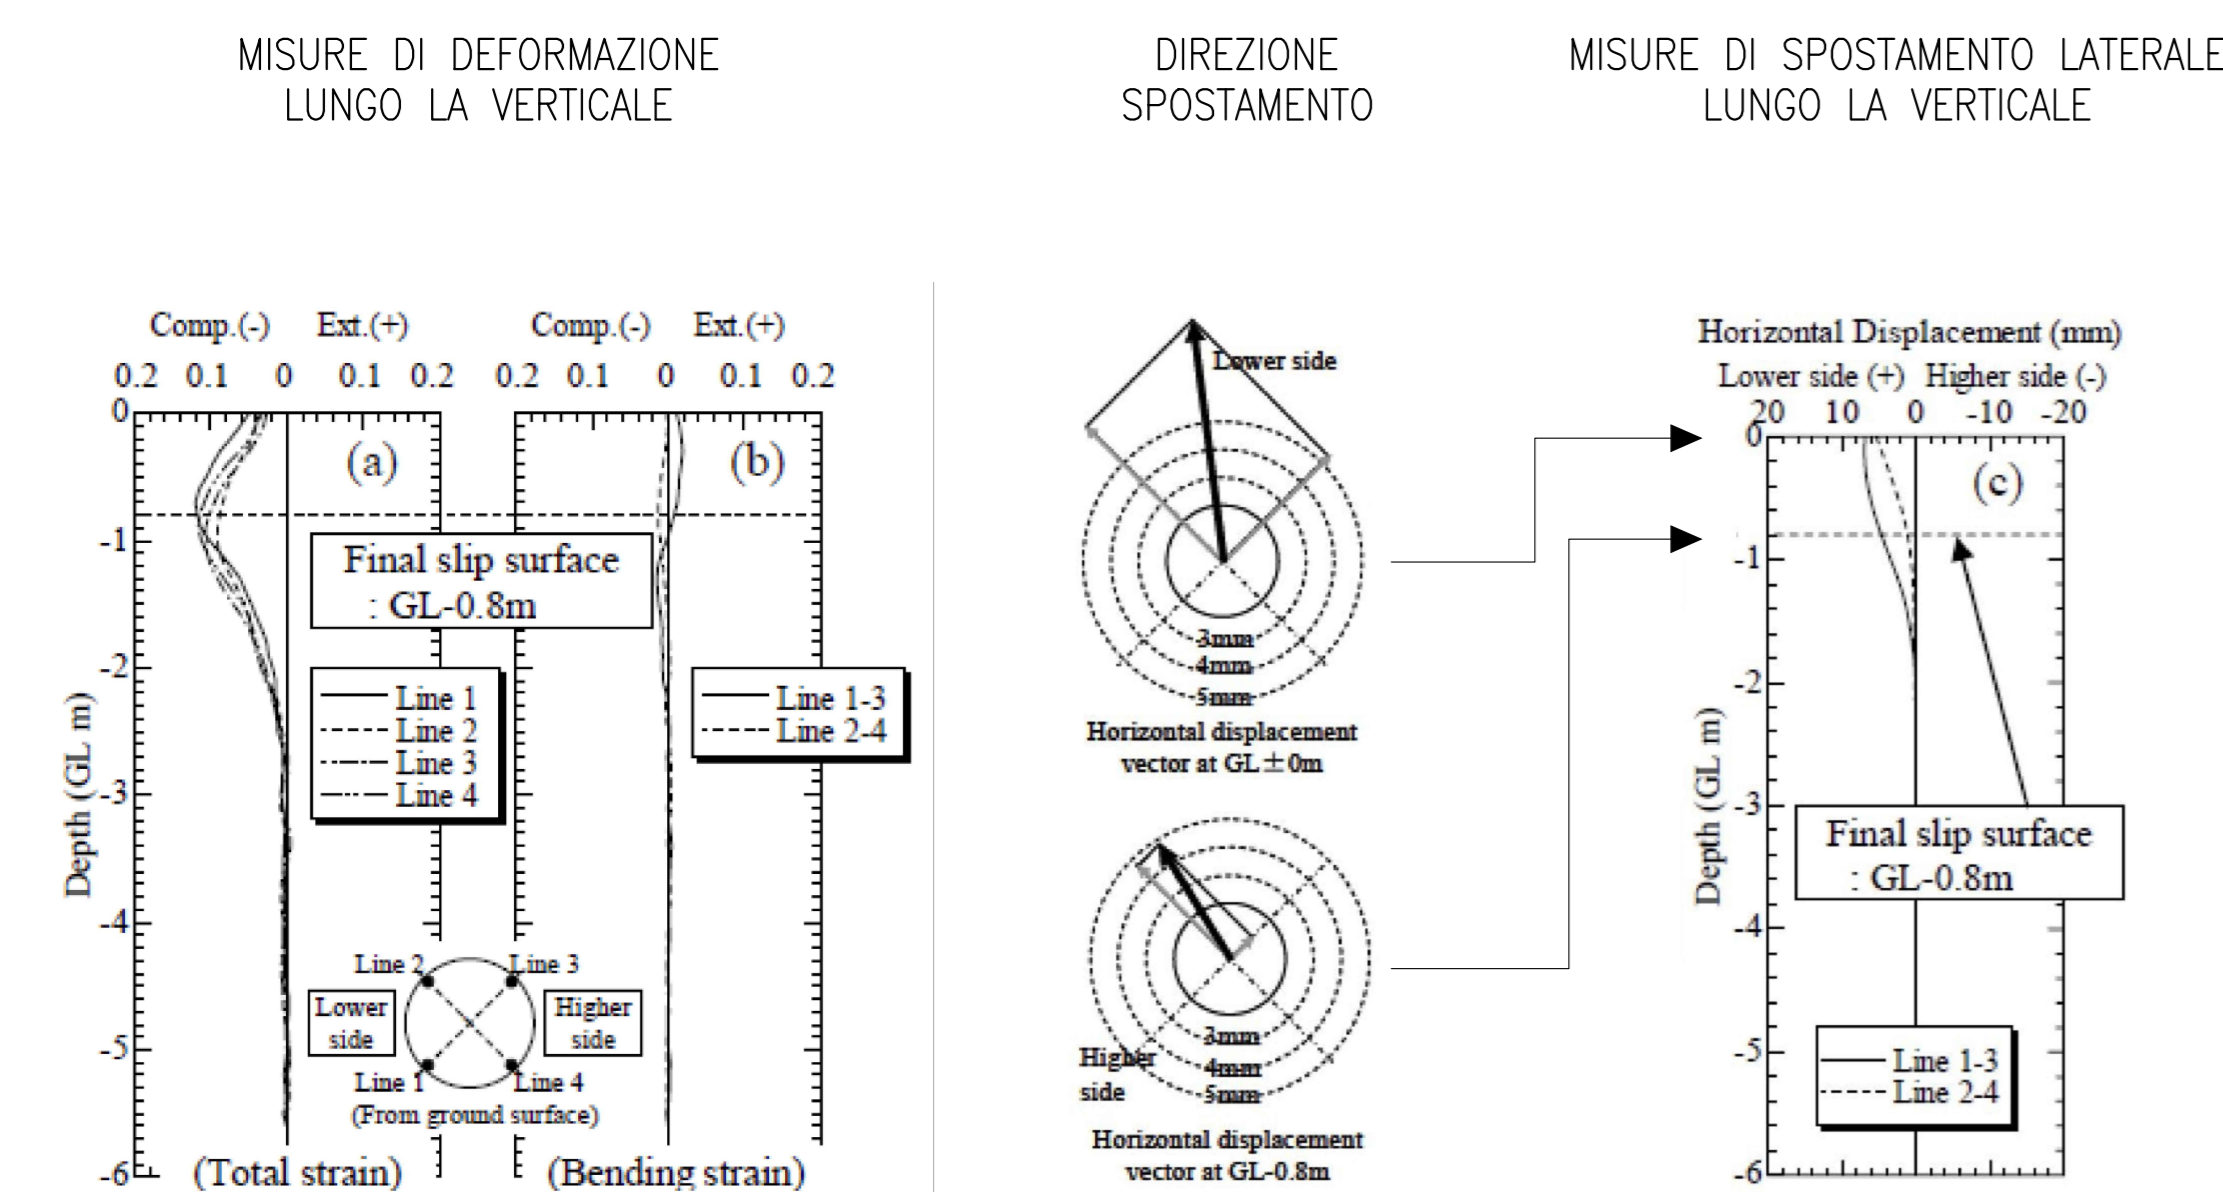 MISURE DI DEFORMAZIONE
LUNGO LA VERTICALE
DIREZIONE
SPOSTAMENTO
MISURE DI SPOSTAMENTO LATERALE
LUNGO LA VERTICALE
Comp.(-) Ext.(+)
0.2 0.1 0 0.1 0.2
Comp.(-) Ext.(+)
0.2 0.1 0 0.1 0.2
0
-1
-2
-3
-4
-5
-6
Depth (GL m)
(a)
(b)
Final slip surface
: GL-0.8m
Line 1
Line 2
Line 3
Line 4
Line 1-3
Line 2-4
Line 2
Line 3
Lower
side
Higher
side
Line 1
Line 4
(From ground surface)
(Total strain)
(Bending strain)
Lower side
3mm
4mm
5mm
Horizontal displacement
vector at GL±0m
3mm
4mm
5mm
Higher
side
Horizontal displacement
vector at GL-0.8m
Horizontal Displacement (mm)
Lower side (+) Higher side (-)
20 10 0 -10 -20
0
-1
-2
-3
-4
-5
-6
Depth (GL m)
(c)
Final slip surface
: GL-0.8m
Line 1-3
Line 2-4